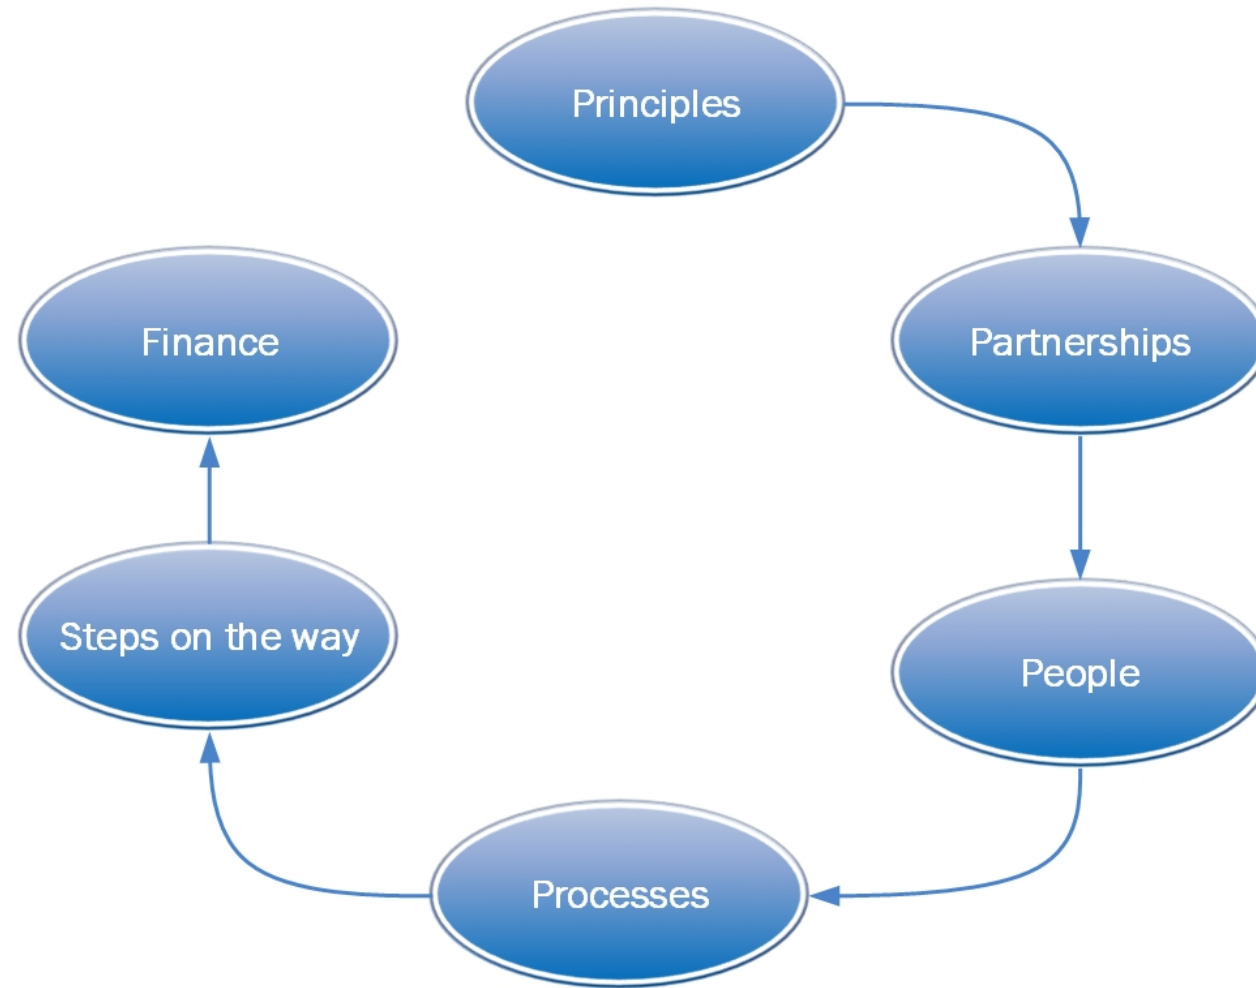 Principles
Partnerships
People
Processes
Steps on the way
Finance